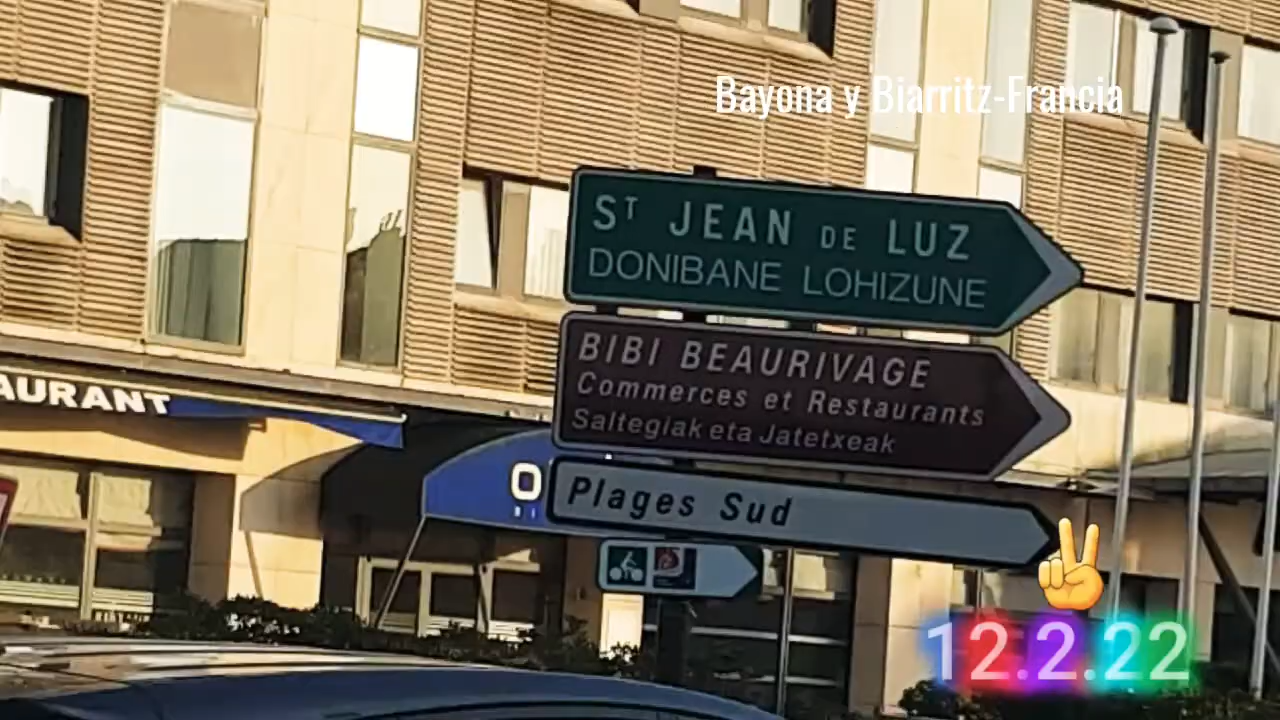 Bayona y Biarritz-Francia
ST JEAN DE LUZ
DONIBANE LOHIZUNE
BIBI BEAURIVAGE
Commerces et Restaurants
Saltegiak eta Jatetxeak
AURANT
O
Plages Sud
12.2.22